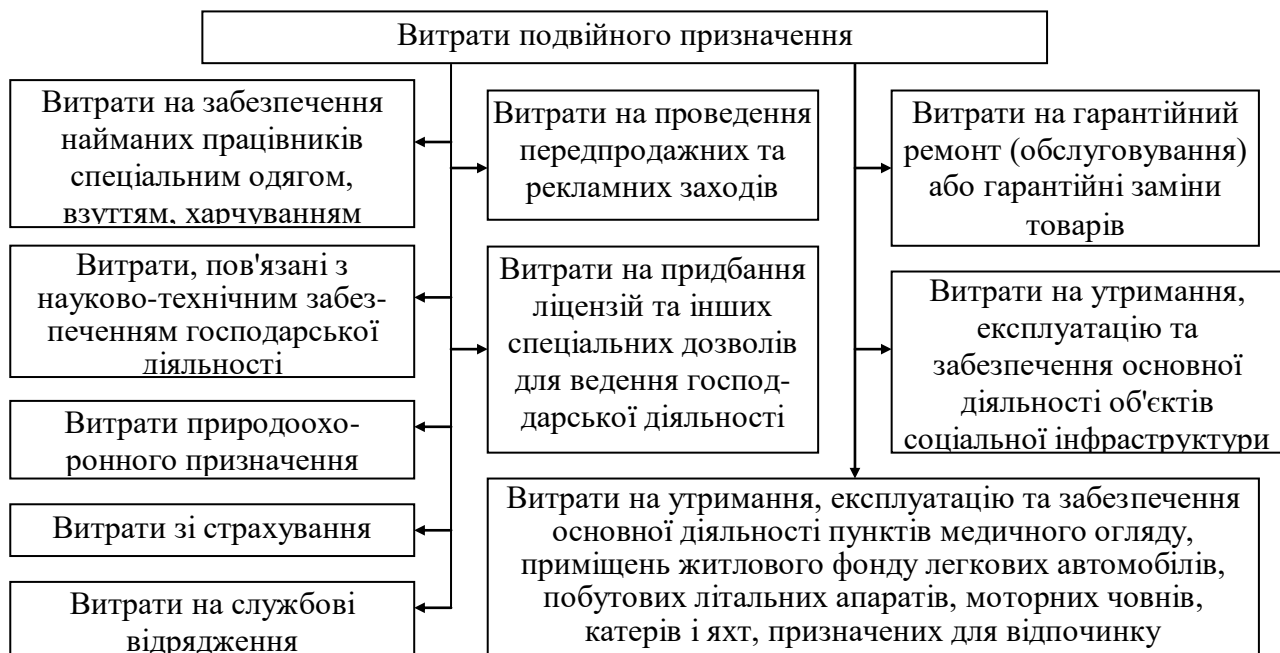 Витрати подвійного призначення
Витрати на забезпечення
найманих працівників
спеціальним одягом,
взуттям, харчуванням
Витрати, пов'язані з
науково-технічним забез-
печенням господарської
діяльності
Витрати природоохо-
ронного призначення
Витрати зі страхування
Витрати на службові
відрядження
Витрати на проведення
передпродажних та
рекламних заходів
Витрати на придбання
ліцензій та інших
спеціальних дозволів
для ведення господ-
дарської діяльності
Витрати на гарантійний
ремонт (обслуговування)
або гарантійні заміни
товарів
Витрати на утримання,
експлуатацію та
забезпечення основної
діяльності об'єктів
соціальної інфраструктури
Витрати на утримання, експлуатацію та забезпечення
основної діяльності пунктів медичного огляду,
приміщень житлового фонду легкових автомобілів,
побутових літальних апаратів, моторних човнів,
катерів і яхт, призначених для відпочинку